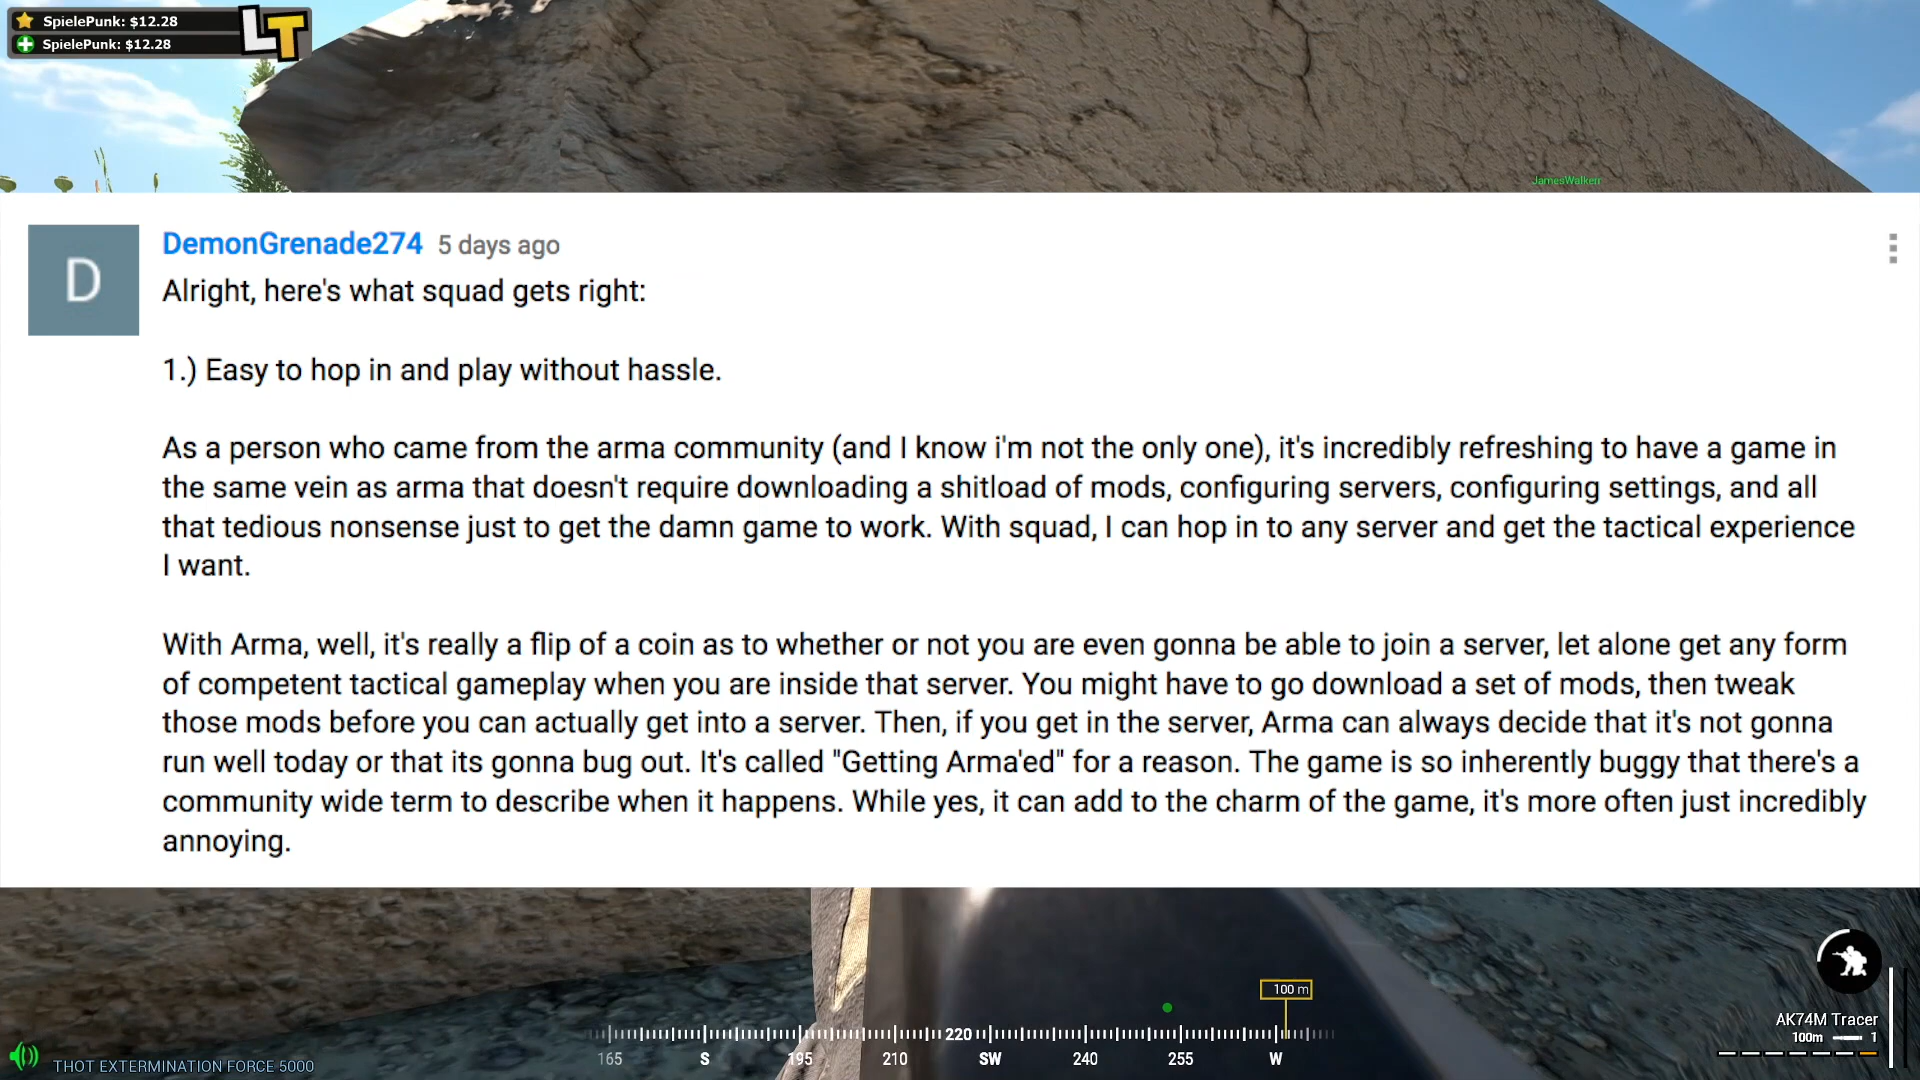 SpielePunk: $12.28
SpielePunk: $12.28
LT
JamesWalkerr
D
DemonGrenade274 5 days ago
Alright, here's what squad gets right:
1.) Easy to hop in and play without hassle.
As a person who came from the arma community (and I know i'm not the only one), it's incredibly refreshing to have a game in
the same vein as arma that doesn't require downloading a shitload of mods, configuring servers, configuring settings, and all
that tedious nonsense just to get the damn game to work. With squad, I can hop in to any server and get the tactical experience
I want.
With Arma, well, it's really a flip of a coin as to whether or not you are even gonna be able to join a server, let alone get any form
of competent tactical gameplay when you are inside that server. You might have to go download a set of mods, then tweak
those mods before you can actually get into a server. Then, if you get in the server, Arma can always decide that it's not gonna
run well today or that its gonna bug out. It's called "Getting Arma'ed" for a reason. The game is so inherently buggy that there's a
community wide term to describe when it happens. While yes, it can add to the charm of the game, it's more often just incredibly
annoying.
100 m
220
165 S 195 210 SW 240 255 W
AK74M Tracer
100m 1
THOT EXTERMINATION FORCE 5000